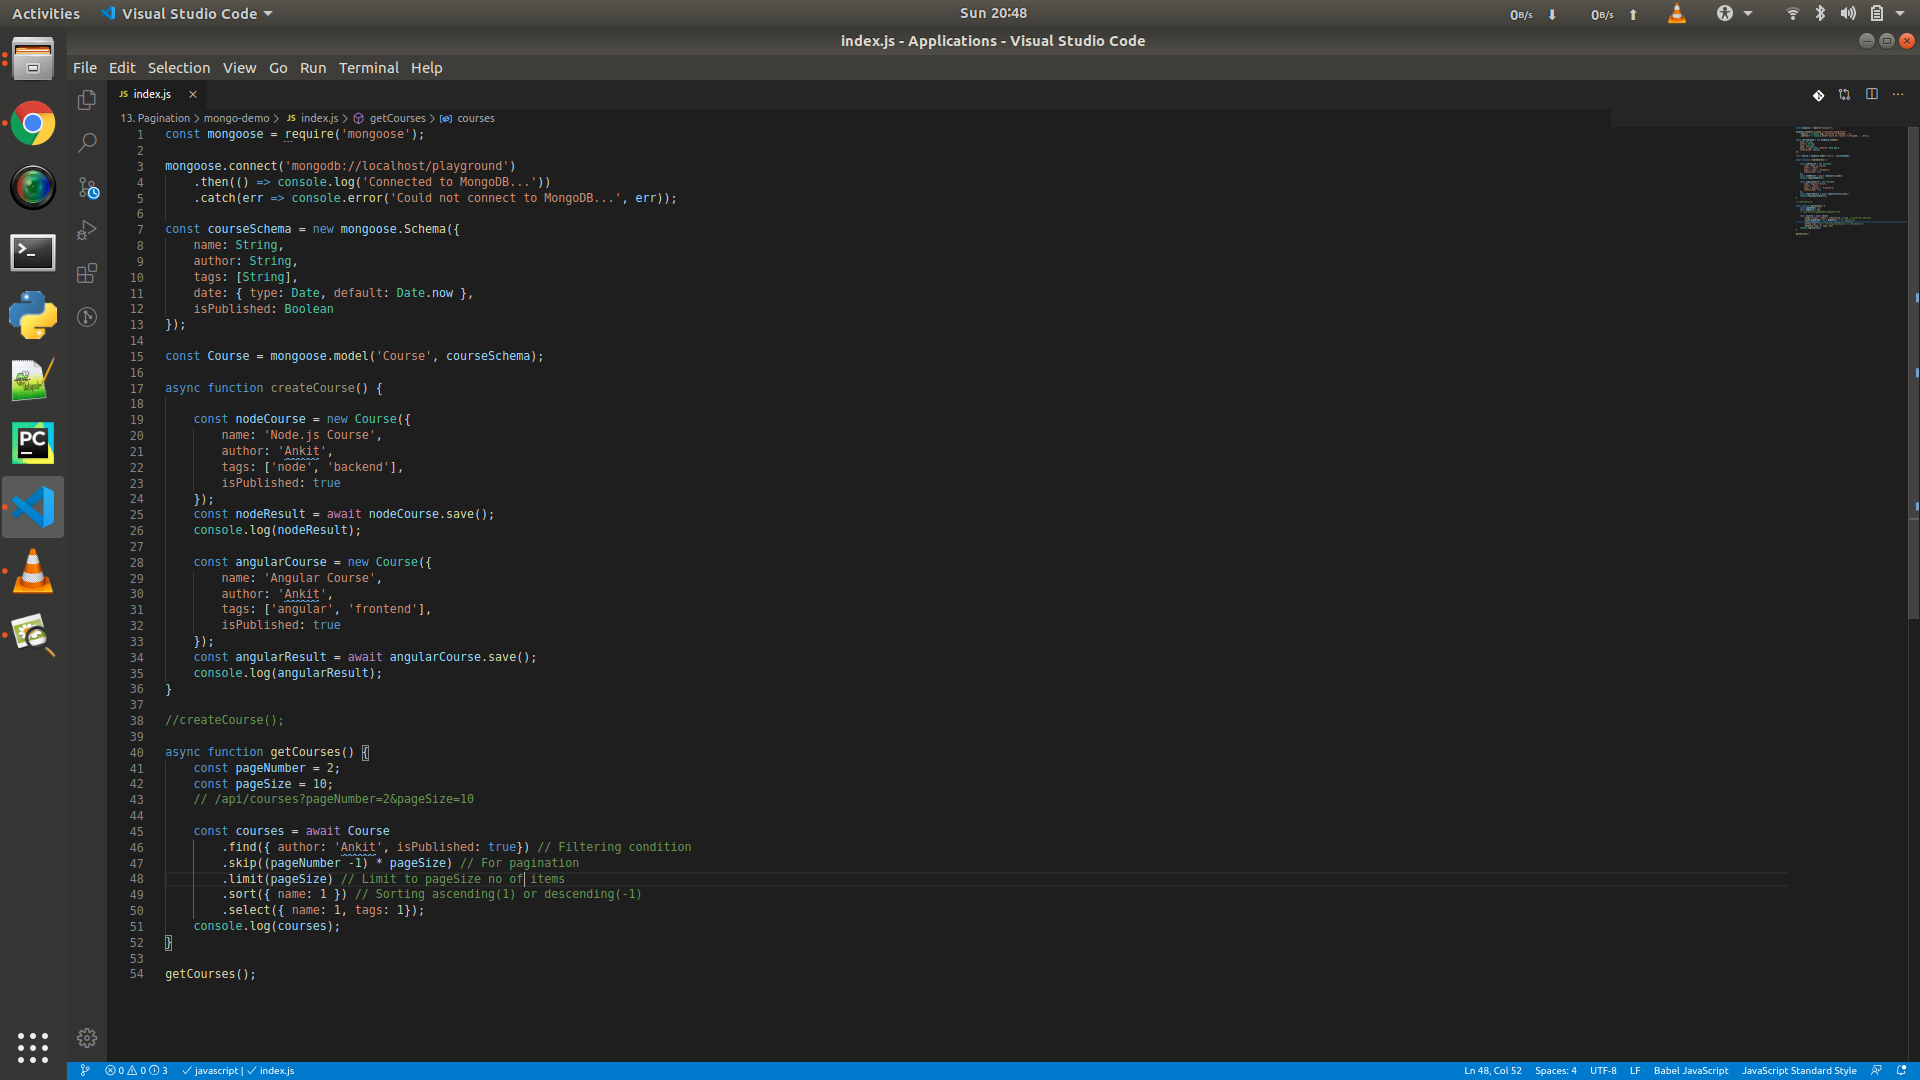 Activities Visual Studio Code Sun 20:48 0B/s 0B/s
index.js - Applications - Visual Studio Code
File Edit Selection View Go Run Terminal Help
JS index.js ×
13. Pagination > mongo-demo > JS index.js > getCourses > courses
1 const mongoose = require('mongoose');
2
3 mongoose.connect('mongodb://localhost/playground')
4 .then(() => console.log('Connected to MongoDB...'))
5 .catch(err => console.error('Could not connect to MongoDB...', err));
6
7 const courseSchema = new mongoose.Schema({
8 name: String,
9 author: String,
10 tags: [String],
11 date: { type: Date, default: Date.now },
12 isPublished: Boolean
13 });
14
15 const Course = mongoose.model('Course', courseSchema);
16
17 async function createCourse() {
18
19 const nodeCourse = new Course({
20 name: 'Node.js Course',
21 author: 'Ankit',
22 tags: ['node', 'backend'],
23 isPublished: true
24 });
25 const nodeResult = await nodeCourse.save();
26 console.log(nodeResult);
27
28 const angularCourse = new Course({
29 name: 'Angular Course',
30 author: 'Ankit',
31 tags: ['angular', 'frontend'],
32 isPublished: true
33 });
34 const angularResult = await angularCourse.save();
35 console.log(angularResult);
36 }
37
38 //createCourse();
39
40 async function getCourses() {
41 const pageNumber = 2;
42 const pageSize = 10;
43 // /api/courses?pageNumber=2&pageSize=10
44
45 const courses = await Course
46 .find({ author: 'Ankit', isPublished: true}) // Filtering condition
47 .skip((pageNumber -1) * pageSize) // For pagination
48 .limit(pageSize) // Limit to pageSize no of items
49 .sort({ name: 1 }) // Sorting ascending(1) or descending(-1)
50 .select({ name: 1, tags: 1});
51 console.log(courses);
52 }
53
54 getCourses();
PC
0 0 3 javascript | index.js Ln 48, Col 52 Spaces: 4 UTF-8 LF Babel JavaScript JavaScript Standard Style